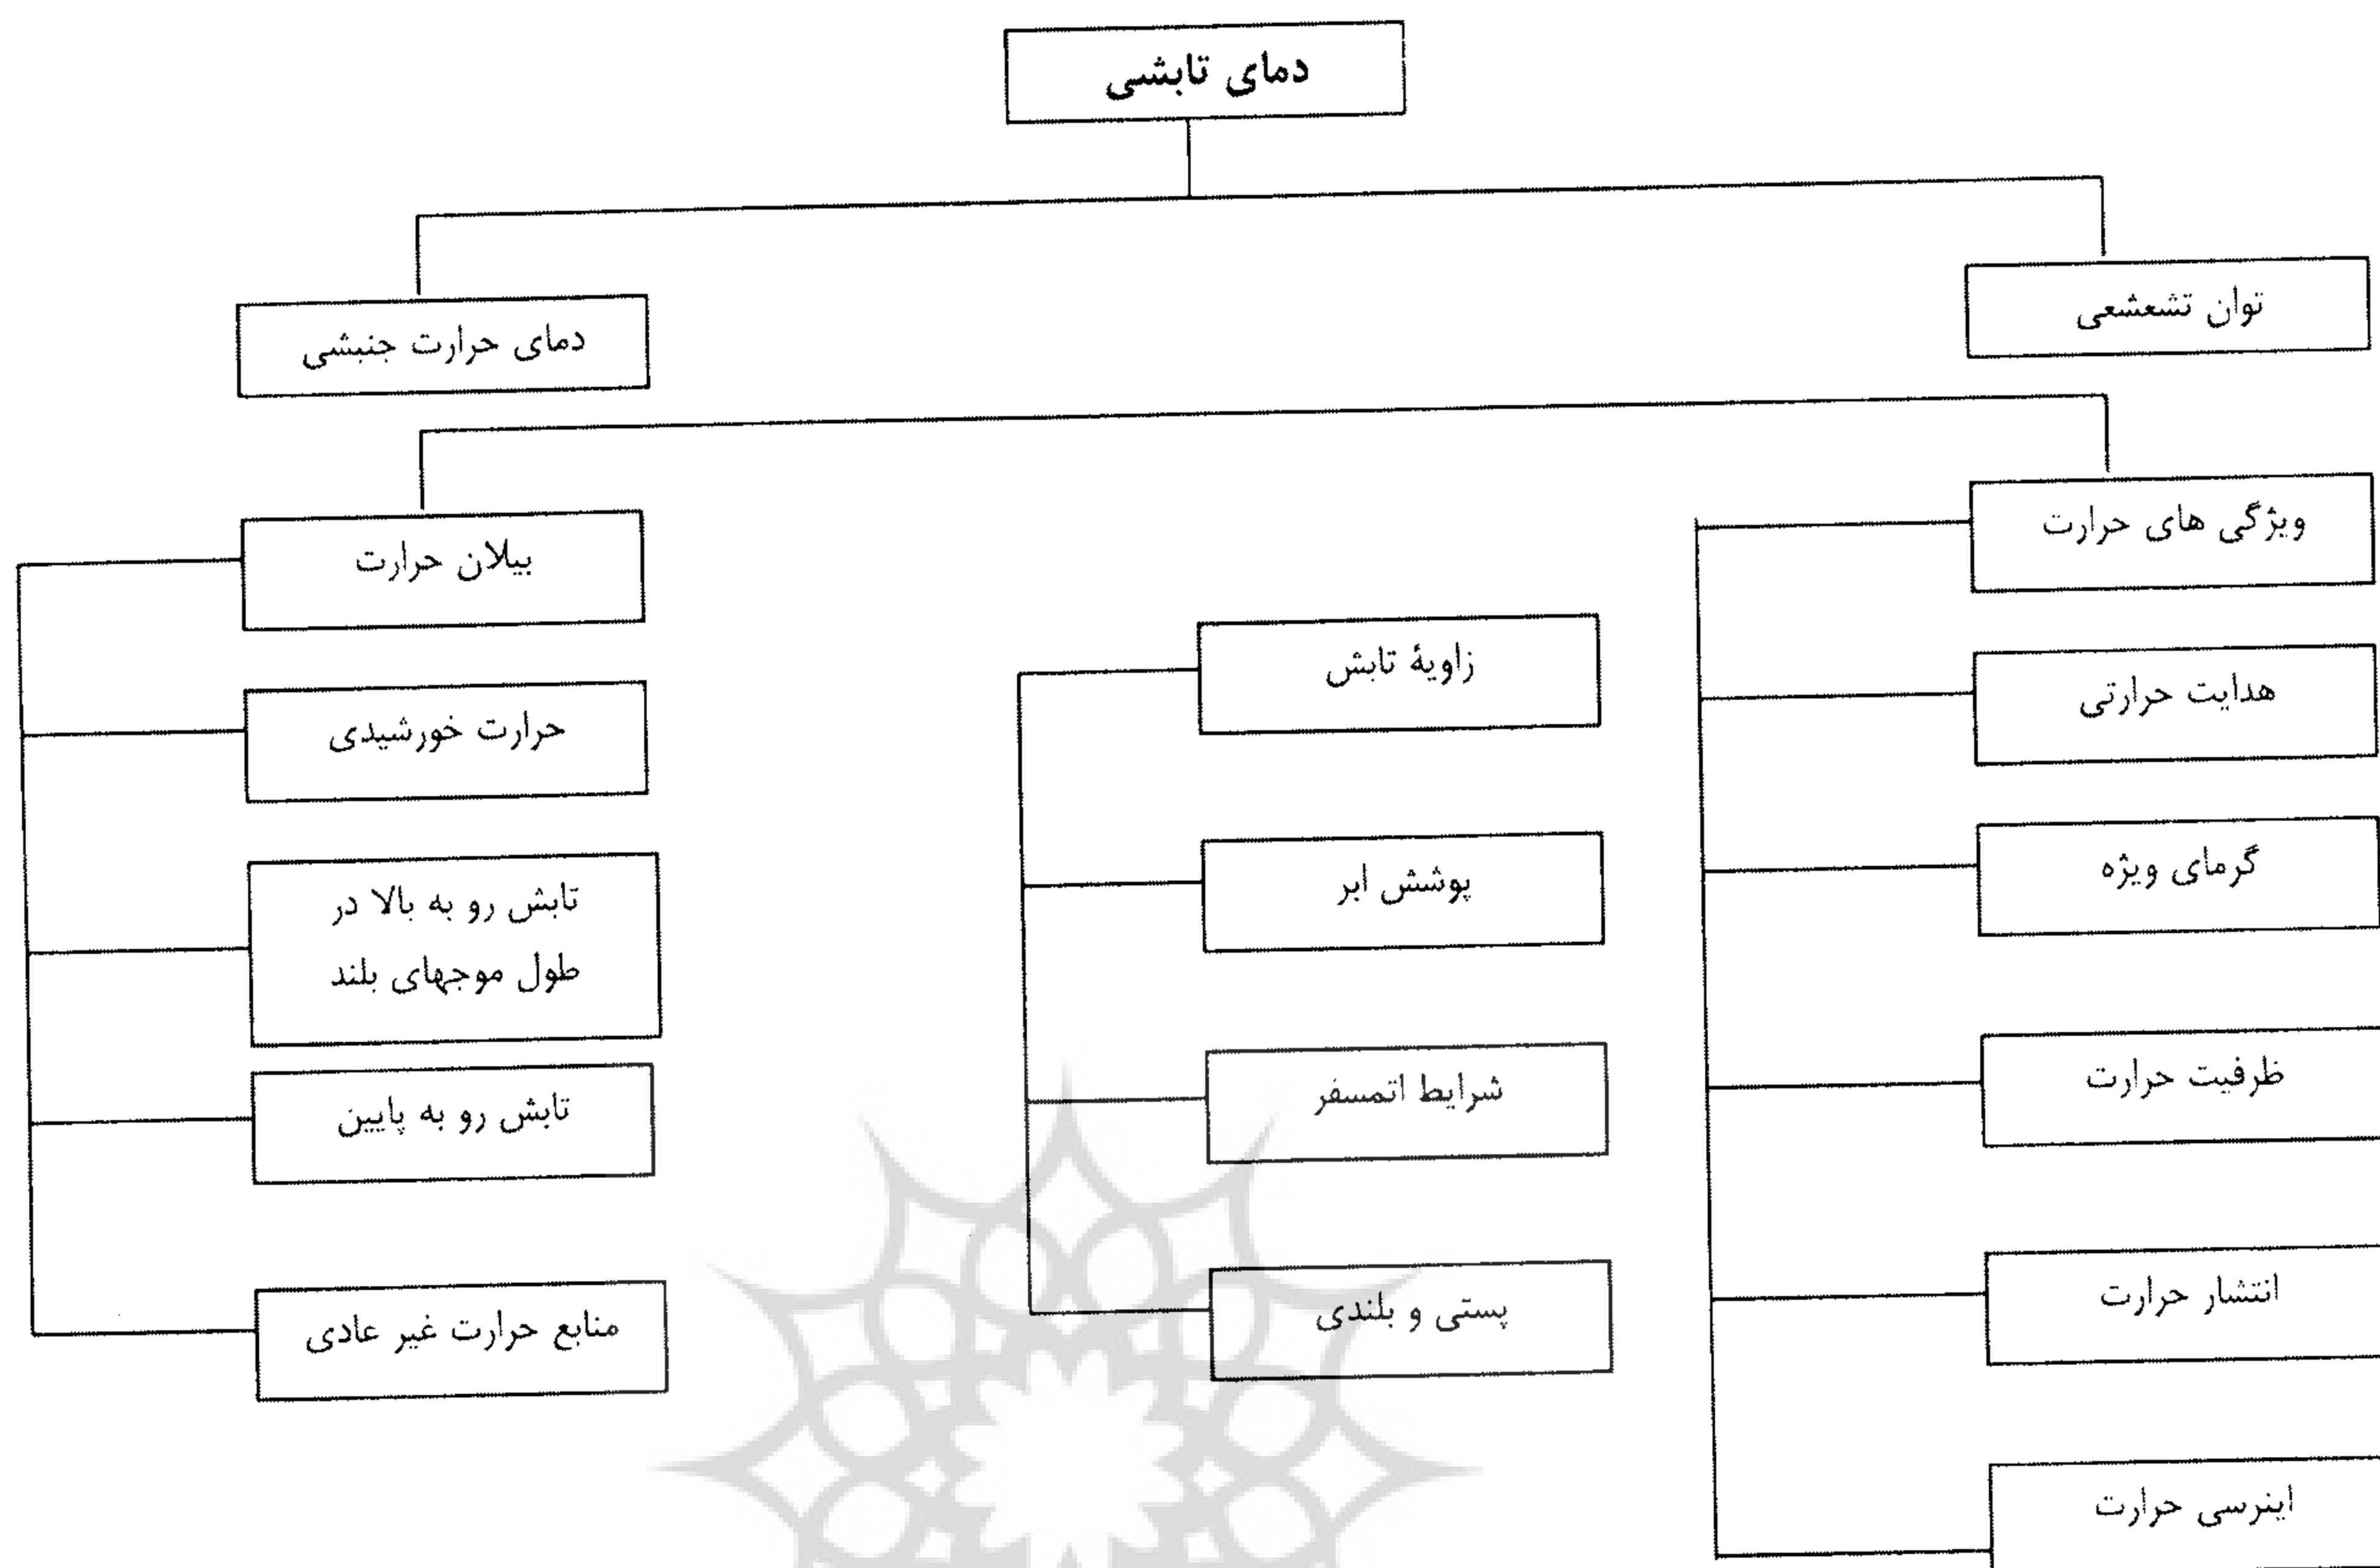 دمای تابشی
توان تشعشعی
دمای حرارت جنبشی
ویژگی های حرارت
هدایت حرارتی
گرمای ویژه
ظرفیت حرارت
انتشار حرارت
اینرسی حرارت
زاویۀ تابش
پوشش ابر
شرایط اتمسفر
پستی و بلندی
بیلان حرارت
حرارت خورشیدی
تابش رو به بالا در
طول موجهای بلند
تابش رو به پایین
منابع حرارت غیر عادی